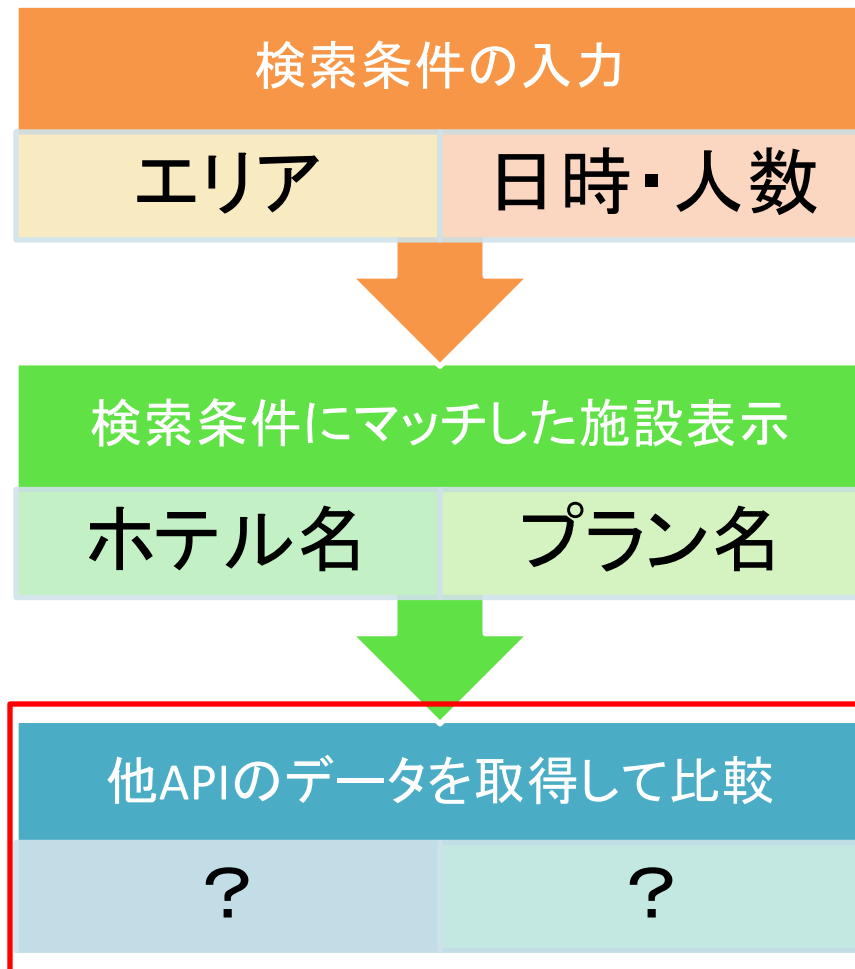 検索条件の入力
エリア
日時・人数
検索条件にマッチした施設表示
ホテル名
プラン名
他APIのデータを取得して比較
?
?